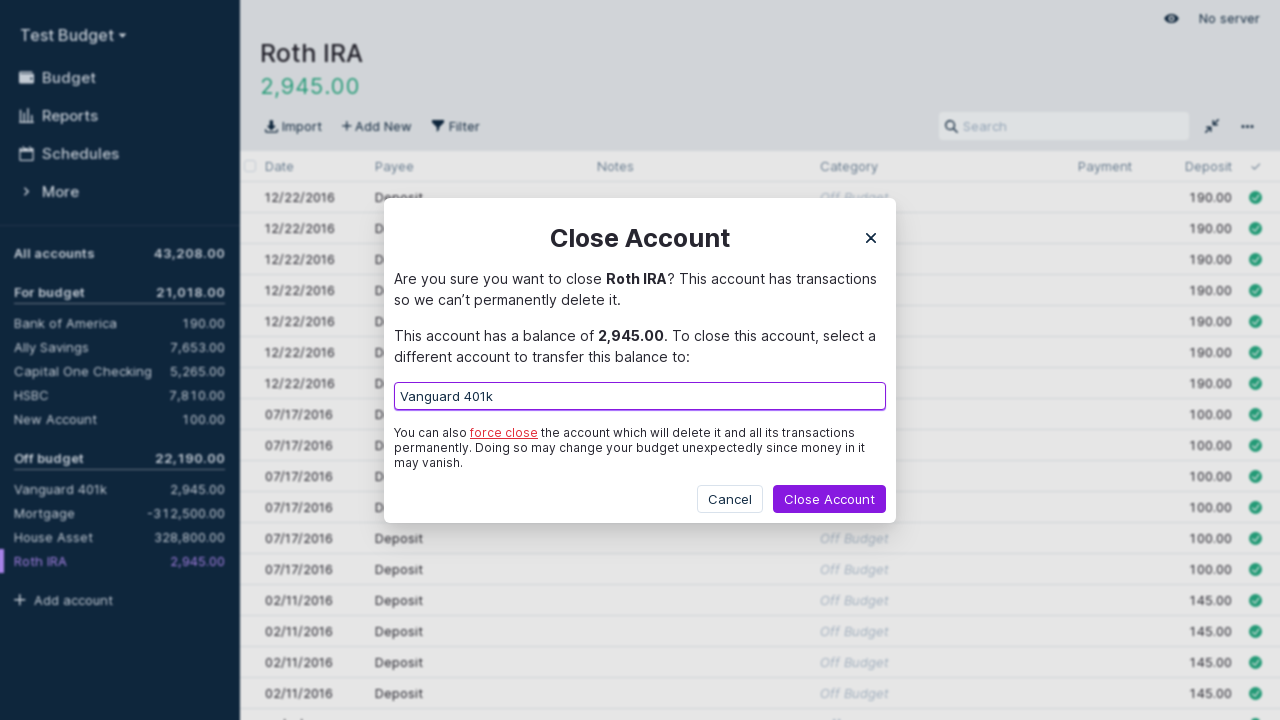 Test Budget
Budget
Reports
Schedules
More
All accounts 43,208.00
For budget 21,018.00
Bank of America 190.00
Ally Savings 7,653.00
Capital One Checking 5,265.00
HSBC 7,810.00
New Account 100.00
Off budget 22,190.00
Vanguard 401k 2,945.00
Mortgage -312,500.00
House Asset 328,800.00
Roth IRA 2,945.00
Add account
No server
Roth IRA
2,945.00
Import Add New Filter Search
Date Payee Notes Category Payment Deposit
12/22/2016 Deposit Off Budget 190.00
12/22/2016 190.00
12/22/2016 190.00
12/22/2016 190.00
12/22/2016 190.00
12/22/2016 190.00
12/22/2016 190.00
07/17/2016 100.00
07/17/2016 100.00
07/17/2016 100.00
07/17/2016 100.00
07/17/2016 Deposit Off Budget 100.00
07/17/2016 Deposit Off Budget 100.00
02/11/2016 Deposit Off Budget 145.00
02/11/2016 Deposit Off Budget 145.00
02/11/2016 Deposit Off Budget 145.00
02/11/2016 Deposit Off Budget 145.00
Close Account
Are you sure you want to close Roth IRA? This account has transactions
so we can’t permanently delete it.
This account has a balance of 2,945.00. To close this account, select a
different account to transfer this balance to:
Vanguard 401k
You can also force close the account which will delete it and all its transactions
permanently. Doing so may change your budget unexpectedly since money in it
may vanish.
Cancel Close Account